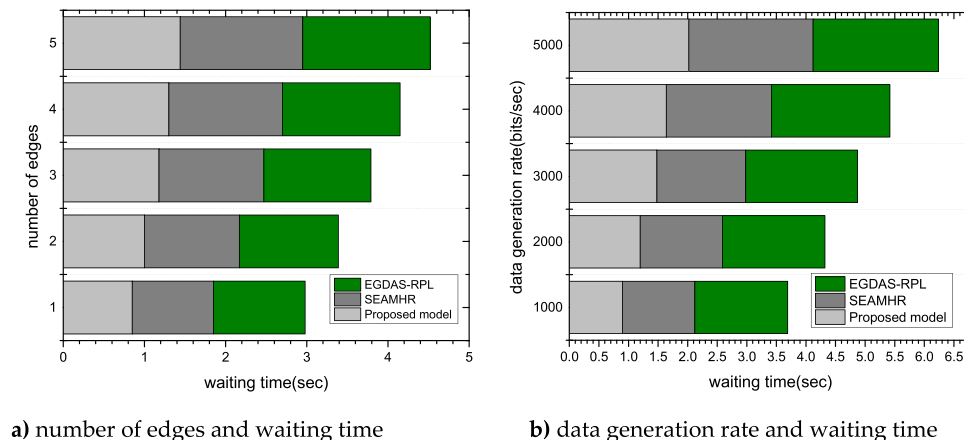 5
4
3
2
1
number of edges
EGDAS-RPL
SEAMHR
Proposed model
0 1 2 3 4 5
waiting time(sec)
a) number of edges and waiting time
5000
4000
3000
2000
1000
data generation rate(bits/sec)
EGDAS-RPL
SEAMHR
Proposed model
0.0 0.5 1.0 1.5 2.0 2.5 3.0 3.5 4.0 4.5 5.0 5.5 6.0 6.5
waiting time(sec)
b) data generation rate and waiting time